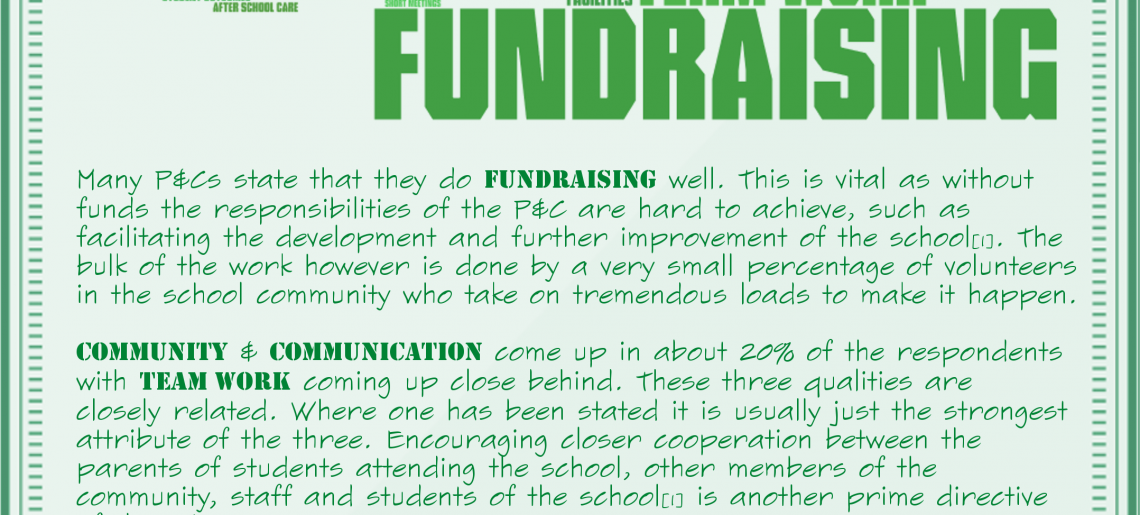 AFTER SCHOOL CARE
SHORT MEETINGS
FACILITIES TEAM WORK
FUNDRAISING
Many P&Cs state that they do FUNDRAISING well. This is vital as without
funds the responsibilities of the P&C are hard to achieve, such as
facilitating the development and further improvement of the school[1]. The
bulk of the work however is done by a very small percentage of volunteers
in the school community who take on tremendous loads to make it happen.
COMMUNITY & COMMUNICATION come up in about 20% of the respondents
with TEAM WORK coming up close behind. These three qualities are
closely related. Where one has been stated it is usually just the strongest
attribute of the three. Encouraging closer cooperation between the
parents of students attending the school, other members of the
community, staff and students of the school[1] is another prime directive